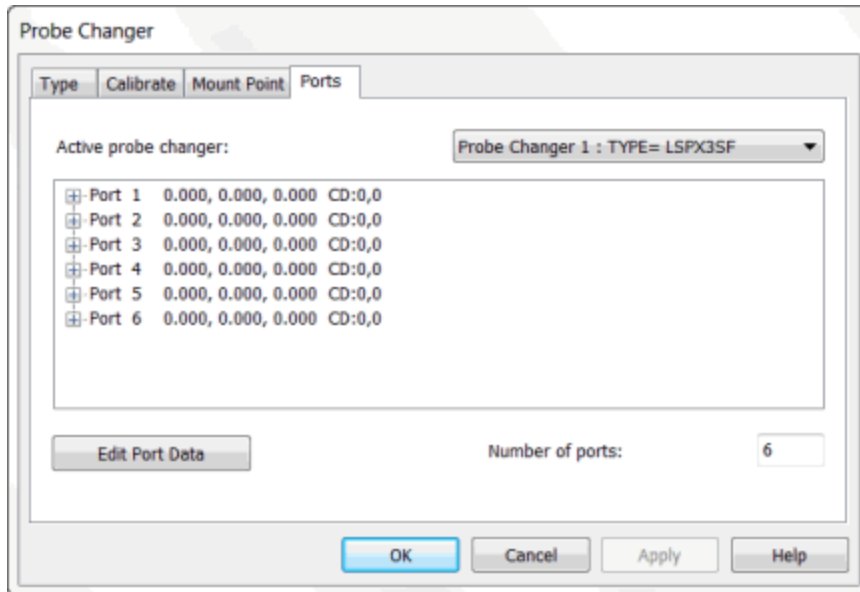 Probe Changer
Type Calibrate Mount Point Ports
Active probe changer: Probe Changer 1 : TYPE= LSPX3SF
Port 1 0.000, 0.000, 0.000 CD:0,0
Port 2 0.000, 0.000, 0.000 CD:0,0
Port 3 0.000, 0.000, 0.000 CD:0,0
Port 4 0.000, 0.000, 0.000 CD:0,0
Port 5 0.000, 0.000, 0.000 CD:0,0
Port 6 0.000, 0.000, 0.000 CD:0,0
Edit Port Data Number of ports: 6
OK Cancel Apply Help